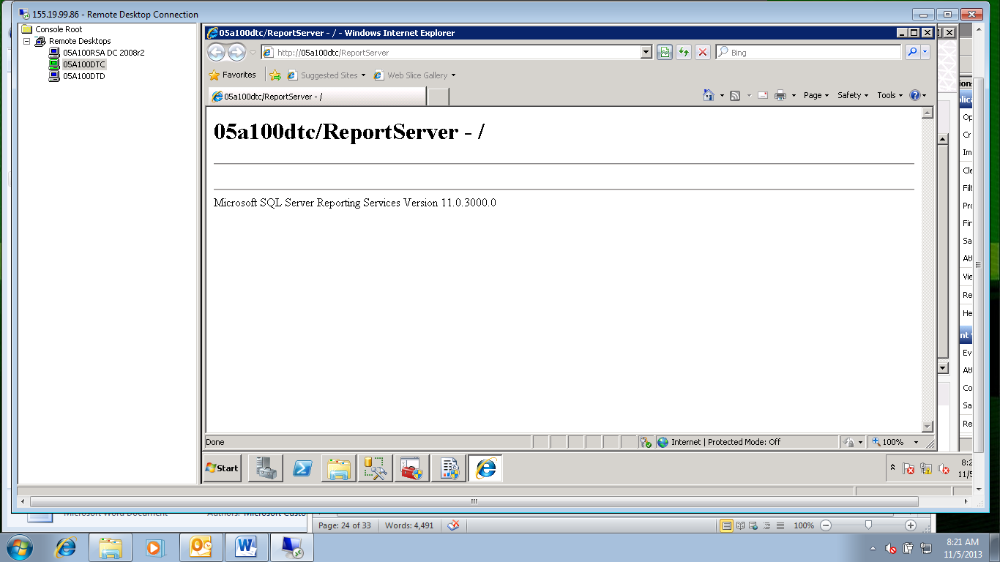 155.19.99.86 - Remote Desktop Connection
Console Root
Remote Desktops
05A100RSA DC 2008r2
05A100DTC
05A100DTD
05a100dtc/ReportServer - / - Windows Internet Explorer
http://05a100dtc/ReportServer
Bing
Favorites
Suggested Sites
Web Slice Gallery
05a100dtc/ReportServer - /
Page
Safety
Tools
05a100dtc/ReportServer - /
Microsoft SQL Server Reporting Services Version 11.0.3000.0
Op
Cr
Im
Cle
Filt
Pro
Fin
Sa
Att
Vie
Re
He
nt
Ev
Att
Co
Sa
Re
Done
Internet | Protected Mode: Off
100%
Start
8:2
11/5
Microsoft Word Document
Authors: Microsoft Custo
Page: 24 of 33
Words: 4,491
100%
8:21 AM
11/5/2013